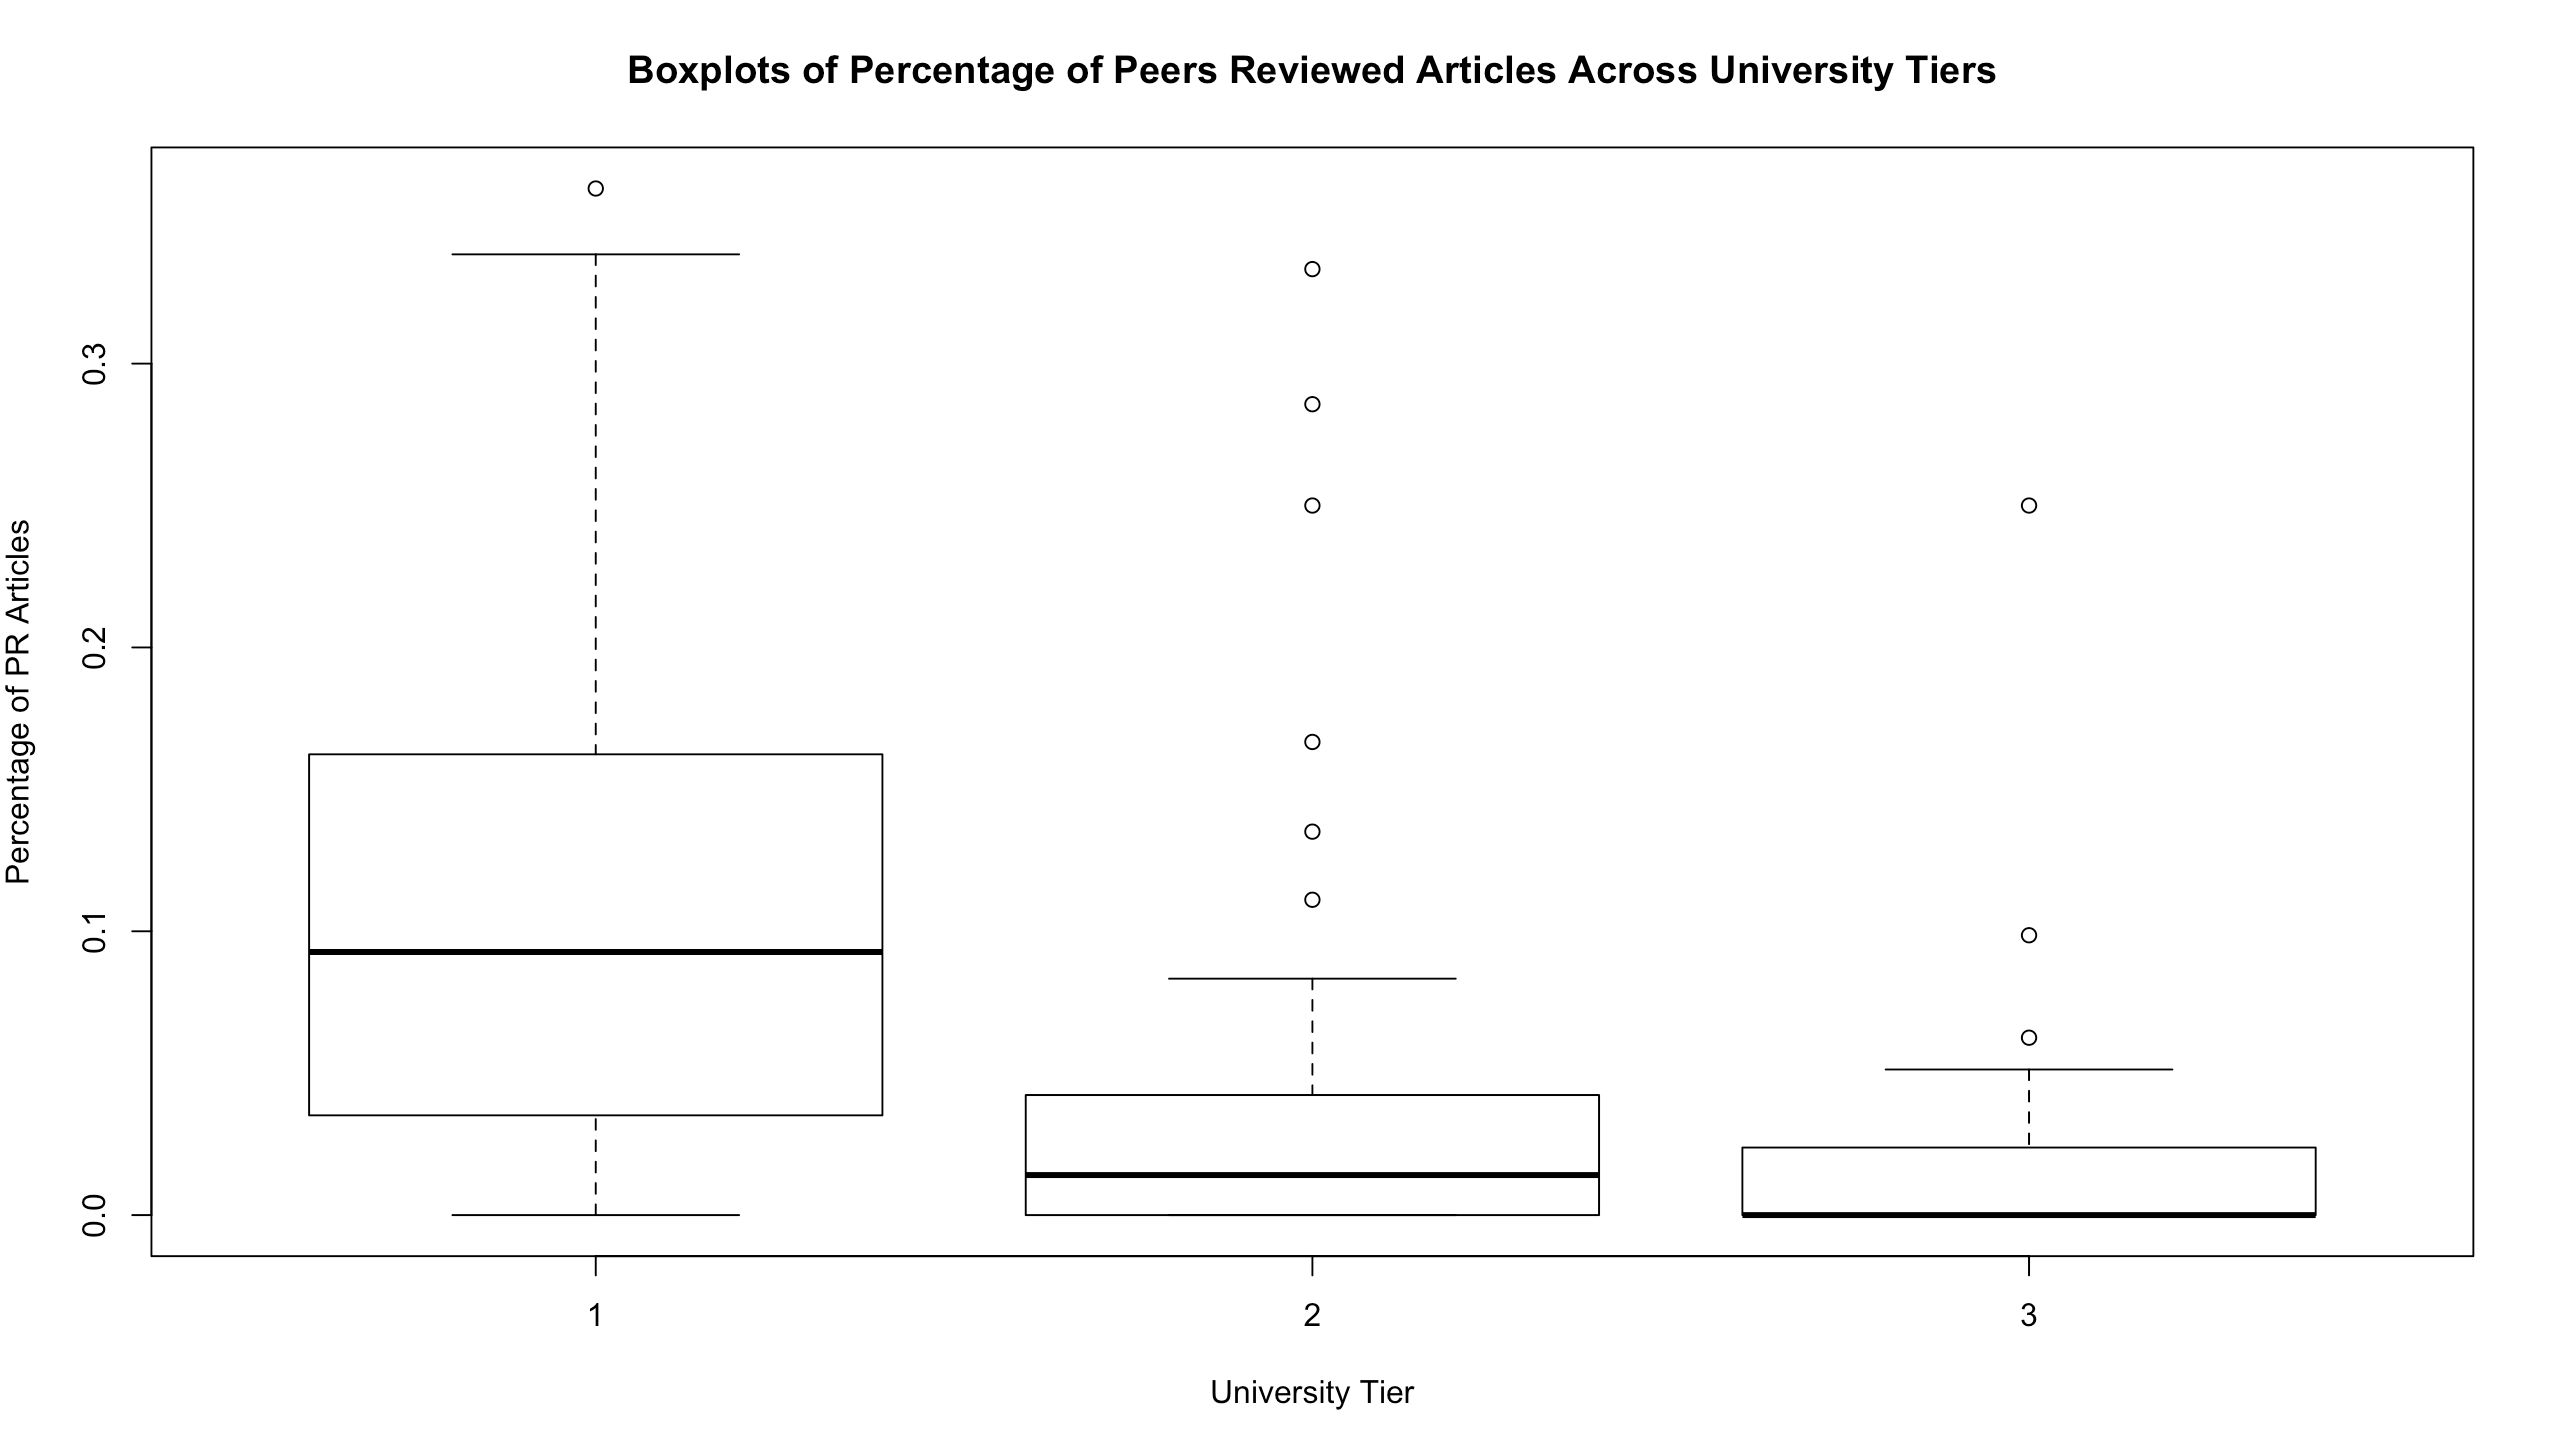 Boxplots of Percentage of Peers Reviewed Articles Across University Tiers
Percentage of PR Articles
0.3
0.2
0.1
0.0
1
2
3
University Tier